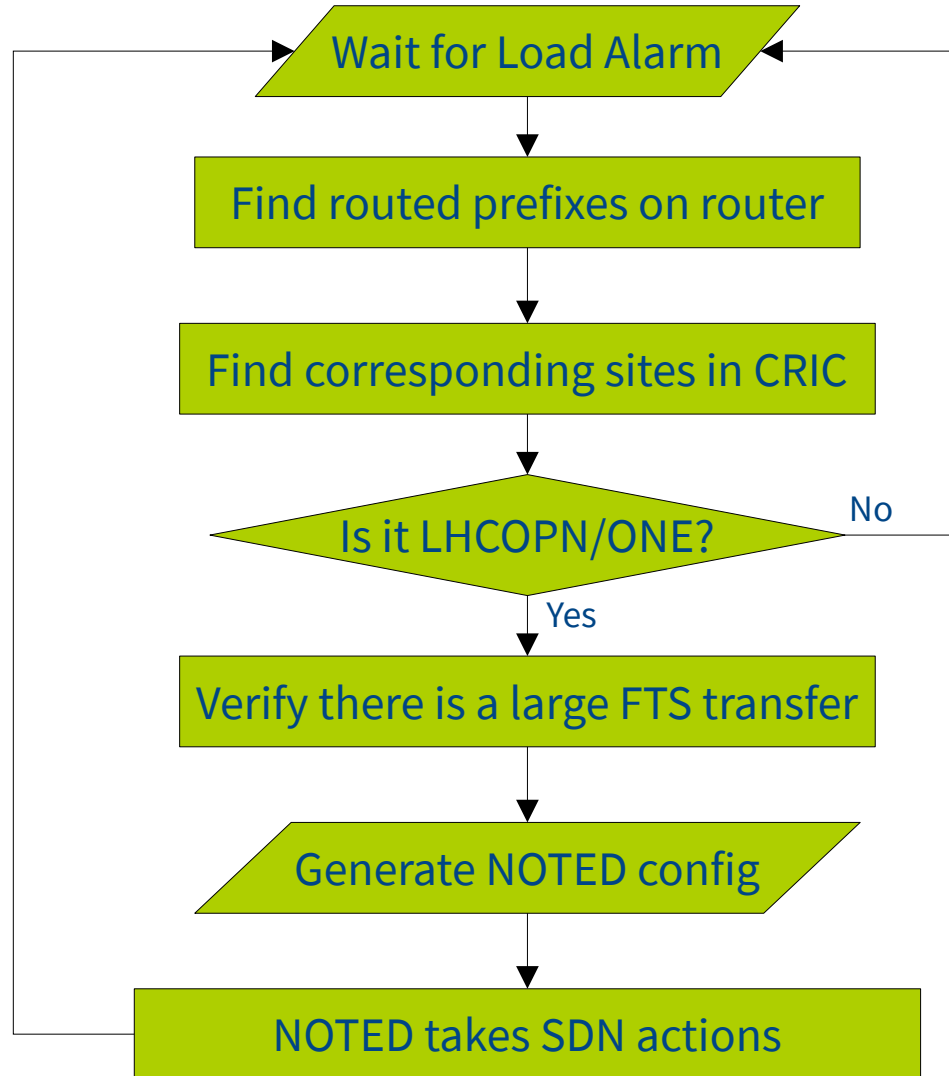 Wait for Load Alarm
Find routed prefixes on router
Find corresponding sites in CRIC
Is it LHCOPN/ONE?
No
Yes
Verify there is a large FTS transfer
Generate NOTED config
NOTED takes SDN actions